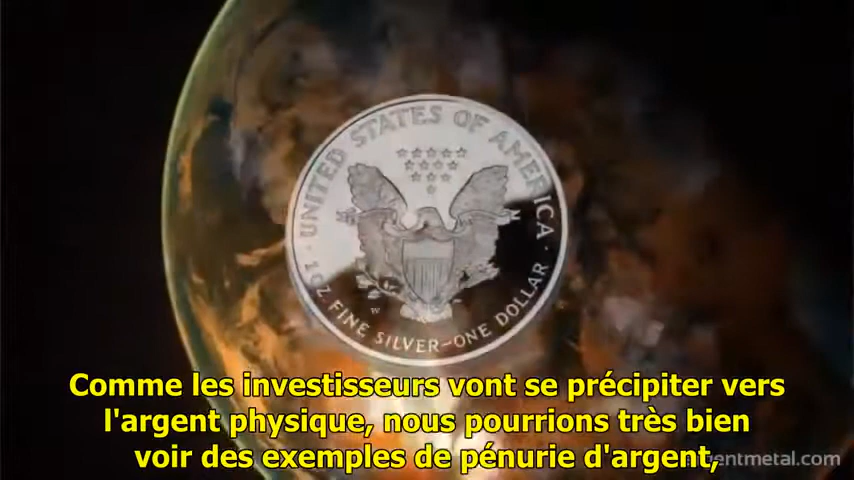 UNITED STATES OF AMERICA
1 OZ. FINE SILVER~ONE DOLLAR
W
Comme les investisseurs vont se précipiter vers
l'argent physique, nous pourrions très bien
voir des exemples de pénurie d'argent,